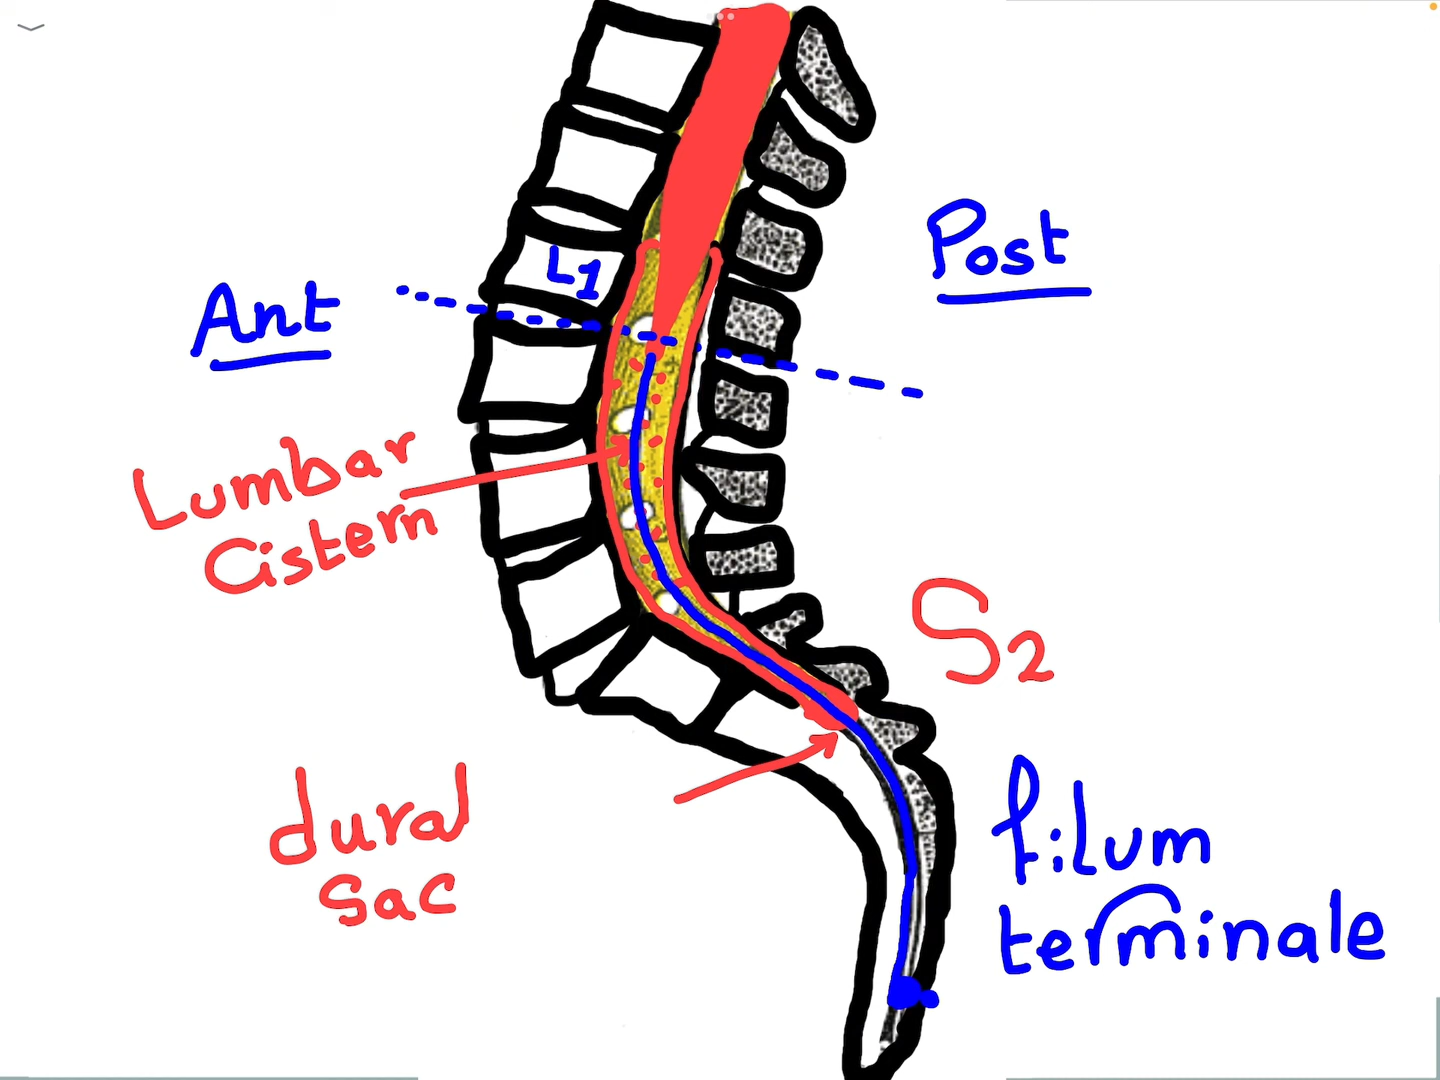 Post
L1
Ant
Lumbar
Cistern
S2
dural
sac
filum
terminale